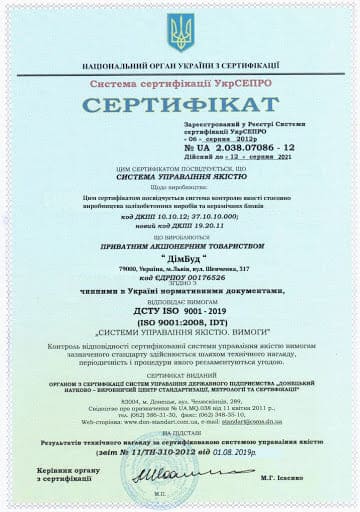 НАЦІОНАЛЬНИЙ ОРГАН УКРАЇНИ З СЕРТИФІКАЦІЇ
Система сертифікації УкрСЕПРО
СЕРТИФІКАТ
Зареєстрований у Реєстрі Системи
сертифікації УкрСЕПРО
- 06 - серпня 2012р
№ UA 2.038.07086 - 12
Дійсний до - 12 - серпня 2021
ЦИМ СЕРТИФІКАТОМ ПОСВІДЧУЄТЬСЯ, ЩО
СИСТЕМА УПРАВЛІННЯ ЯКІСТЮ
Щодо виробництва:
Цим сертифікатом посвідчується система контролю якості стосовно
виробництва залізобетонних виробів та керамічних блоків
код ДКПП 10.10.12; 37.10.10.000;
новий код ДКПП 19.20.11
ЩО ВИРОБЛЯЮТЬСЯ
ПРИВАТНИМ АКЦІОНЕРНИМ ТОВАРИСТВОМ
" ДімБуд "
79000, Україна, м.Львів, вул. Шевченка, 317
код ЄДРПОУ 00176526
ЗГІДНО З
чинними в Україні нормативними документами,
ВІДПОВІДАЄ ВИМОГАМ
ДСТУ ISO 9001 - 2019
(ISO 9001:2008, IDT)
„СИСТЕМИ УПРАВЛІННЯ ЯКІСТЮ. ВИМОГИ”
Контроль відповідності сертифікованої системи управління якістю вимогам
зазначеного стандарту здійснюється шляхом технічного нагляду,
періодичність і процедури якого регламентуються угодою.
СЕРТИФІКАТ ВИДАНИЙ
ОРГАНОМ З СЕРТИФІКАЦІЇ СИСТЕМ УПРАВЛІННЯ ДЕРЖАВНОГО ПІДПРИЄМСТВА „ДОНЕЦЬКИЙ
НАУКОВО – ВИРОБНИЧИЙ ЦЕНТР СТАНДАРТИЗАЦІЇ, МЕТРОЛОГІЇ ТА СЕРТИФІКАЦІЇ”
83004, м. Донецьк, вул. Челюскінців, 289,
Свідоцтво про призначення № UA.MQ.038 від 11 квітня 2011 р.,
тел. (062) 386-31-30, факс: (062) 348-35-10,
Web-сторінка: www.don-standart.com.ua, e-mail: standart@csms.dn.ua
НА ПІДСТАВІ
Результатів технічного нагляду за сертифікованою системою управління якістю
(звіт № 11/ТН-310-2012 від 01.08. 2019р.
Керівник органу
з сертифікації
М.Г. Ісаєнко
М.П.